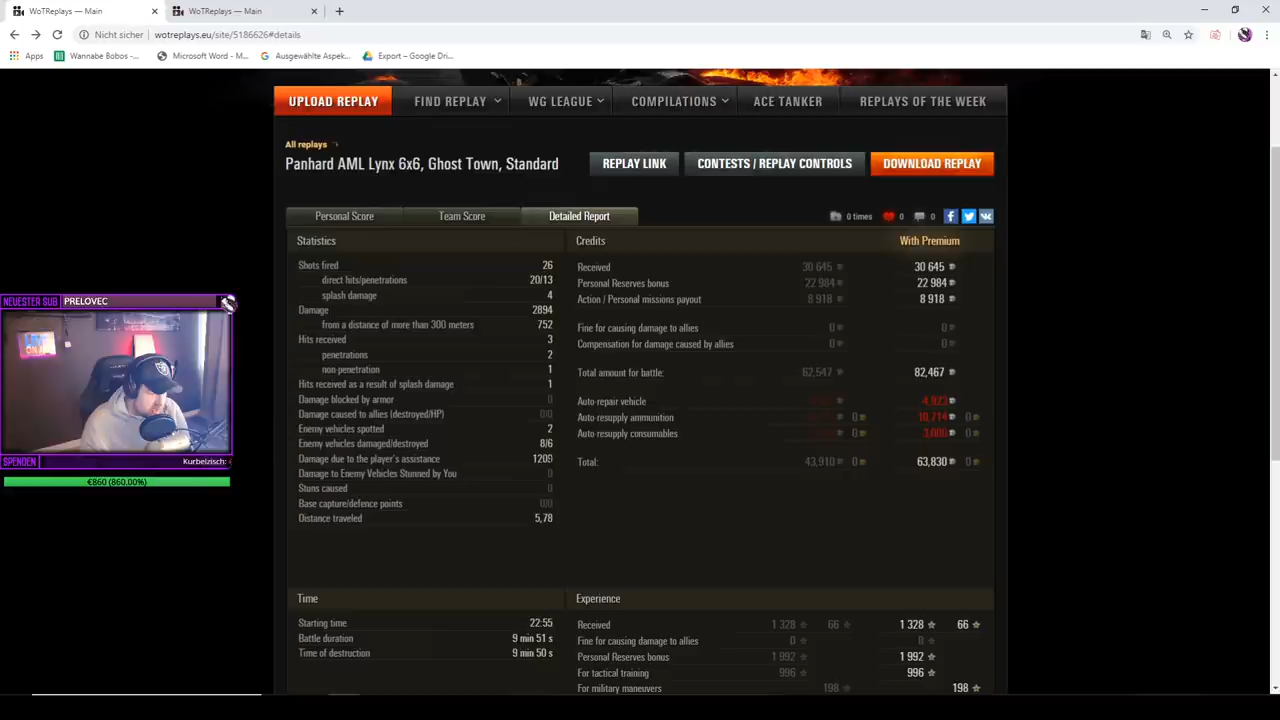 WoTReplays — Main
WoTReplays — Main
Nicht sicher
wotreplays.eu/site/5186626#details
Apps
Wannabe Bobos -...
Microsoft Word - M...
Ausgewählte Aspek...
Export – Google Dri...
UPLOAD REPLAY
FIND REPLAY
WG LEAGUE
COMPILATIONS
ACE TANKER
REPLAYS OF THE WEEK
All replays
Panhard AML Lynx 6x6, Ghost Town, Standard
REPLAY LINK
CONTESTS / REPLAY CONTROLS
DOWNLOAD REPLAY
Personal Score
Team Score
Detailed Report
0 times
0
0
Statistics
Shots fired 26
direct hits/penetrations 20/13
splash damage 4
Damage 2894
from a distance of more than 300 meters 752
Hits received 3
penetrations 2
non-penetration 1
Hits received as a result of splash damage 1
Damage blocked by armor 0
Damage caused to allies (destroyed/HP) 0/0
Enemy vehicles spotted 2
Enemy vehicles damaged/destroyed 8/6
Damage due to the player's assistance 1209
Damage to Enemy Vehicles Stunned by You 0
Stuns caused 0
Base capture/defence points 0/0
Distance traveled 5,78
Credits With Premium
Received 30 645 30 645
Personal Reserves bonus 22 984 22 984
Action / Personal missions payout 8 918 8 918
Fine for causing damage to allies 0 0
Compensation for damage caused by allies 0 0
Total amount for battle: 62,547 82,467
Auto-repair vehicle -4,923
Auto-resupply ammunition 0 10,714 0
Auto-resupply consumables 0 3,000 0
Total: 43,910 0 63,830 0
Time
Starting time 22:55
Battle duration 9 min 51 s
Time of destruction 9 min 50 s
Experience
Received 1 328 66 1 328 66
Fine for causing damage to allies 0 0
Personal Reserves bonus 1 992 1 992
For tactical training 996 996
For military maneuvers 198 198
NEUESTER SUB PRELOVEC
SPENDEN Kurbelzisch:
€860 (860.00%)